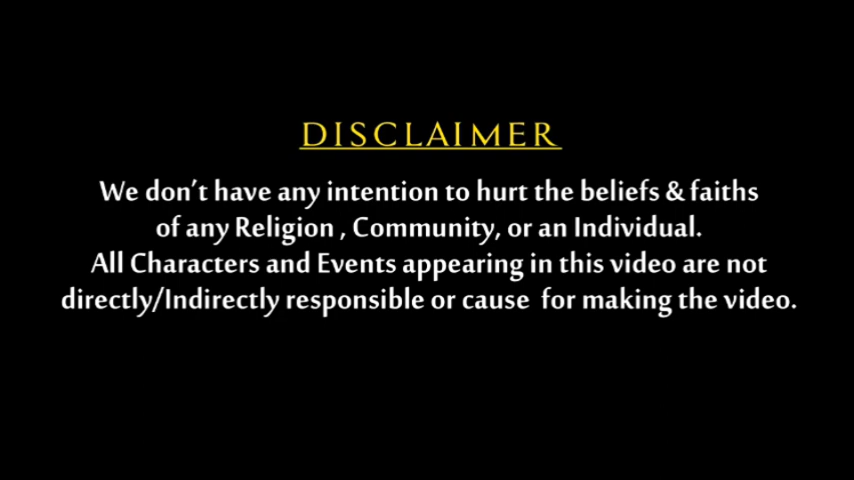 DISCLAIMER
We don't have any intention to hurt the beliefs & faiths
of any Religion , Community, or an Individual.
All Characters and Events appearing in this video are not
directly/Indirectly responsible or cause  for making the video.